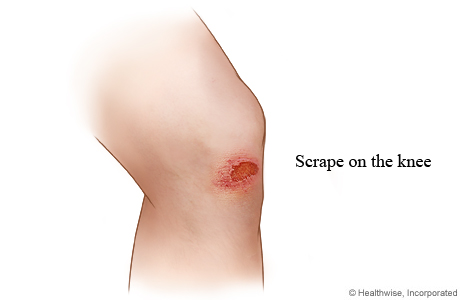 Scrape on the knee
© Healthwise, Incorporated